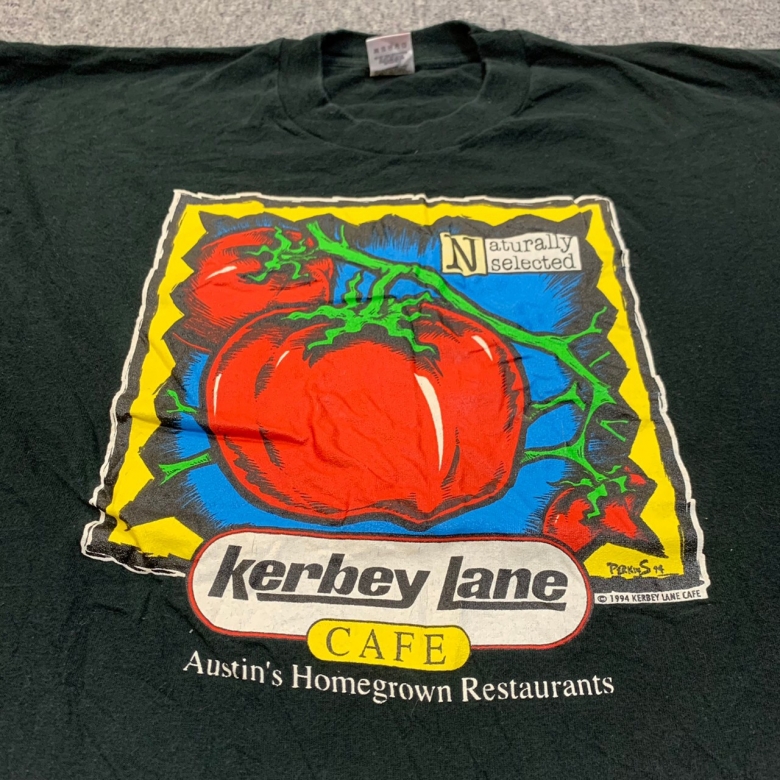 Naturally
selected
PERKINS 94
© 1994 KERBEY LANE CAFE
kerbey lane
CAFE
Austin's Homegrown Restaurants